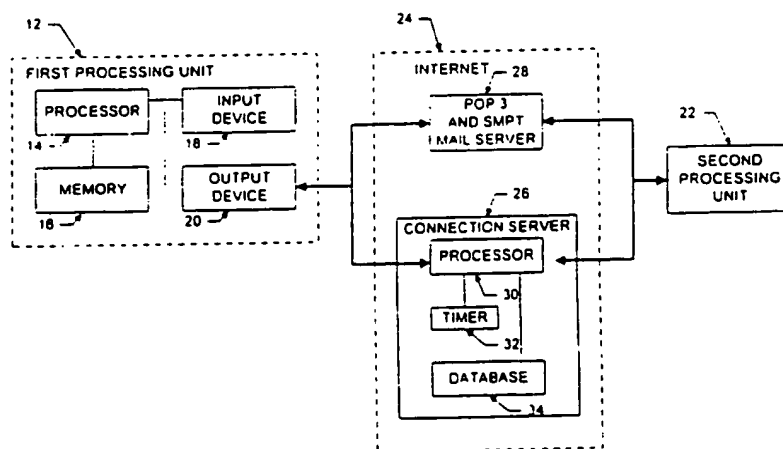 12
FIRST PROCESSING UNIT
PROCESSOR
14
INPUT
DEVICE
18
MEMORY
16
OUTPUT
DEVICE
20
24
INTERNET
28
POP 3
AND SMPT
MAIL SERVER
22
SECOND
PROCESSING
UNIT
26
CONNECTION SERVER
PROCESSOR
30
TIMER
32
DATABASE
34